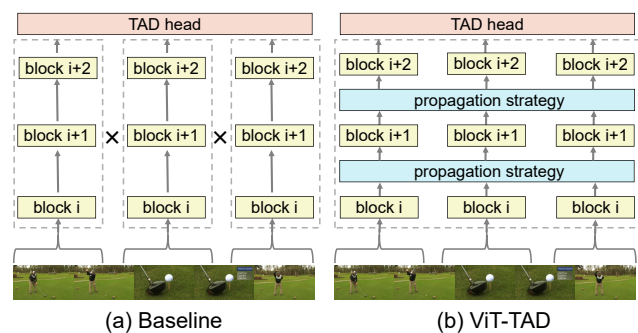 TAD head
block i+2 block i+2 block i+2
block i+1 × block i+1 × block i+1
block i block i block i
(a) Baseline
TAD head
block i+2 block i+2 block i+2
propagation strategy
block i+1 block i+1 block i+1
propagation strategy
block i block i block i
(b) ViT-TAD